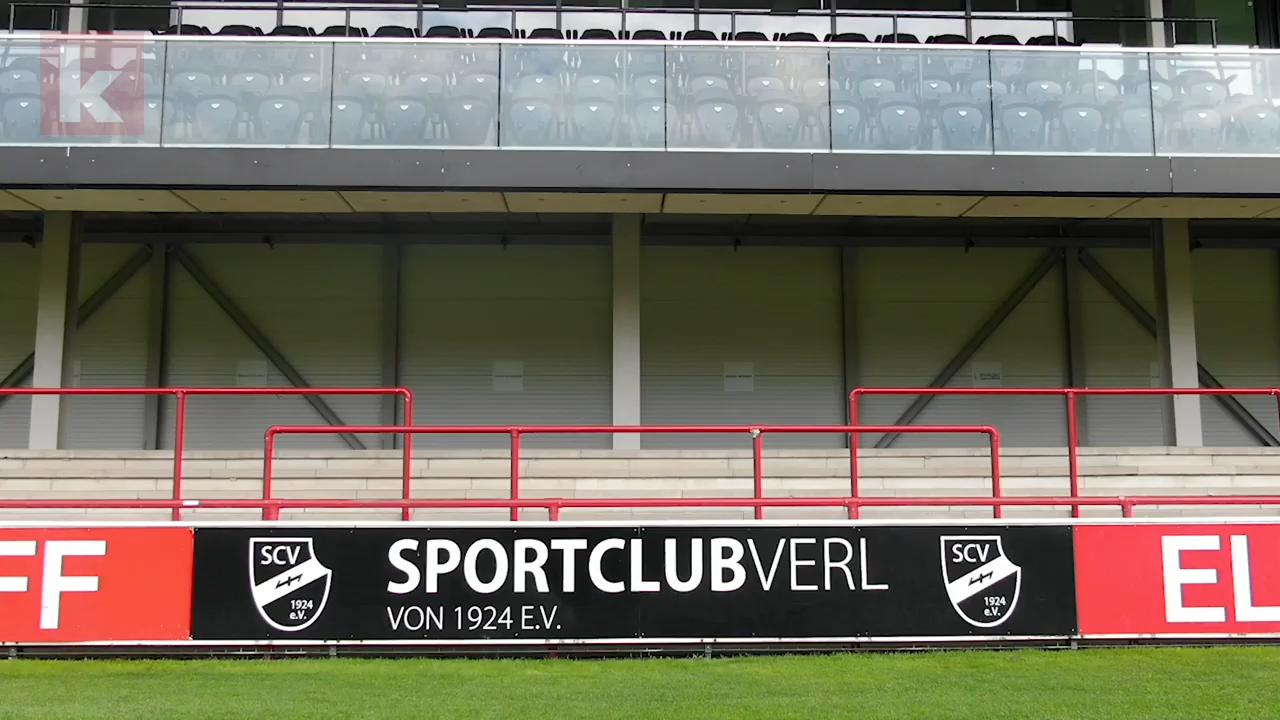 k
FF
SCV
1924
e.V.
SPORTCLUBVERL
VON 1924 E.V.
SCV
1924
e.V.
EL